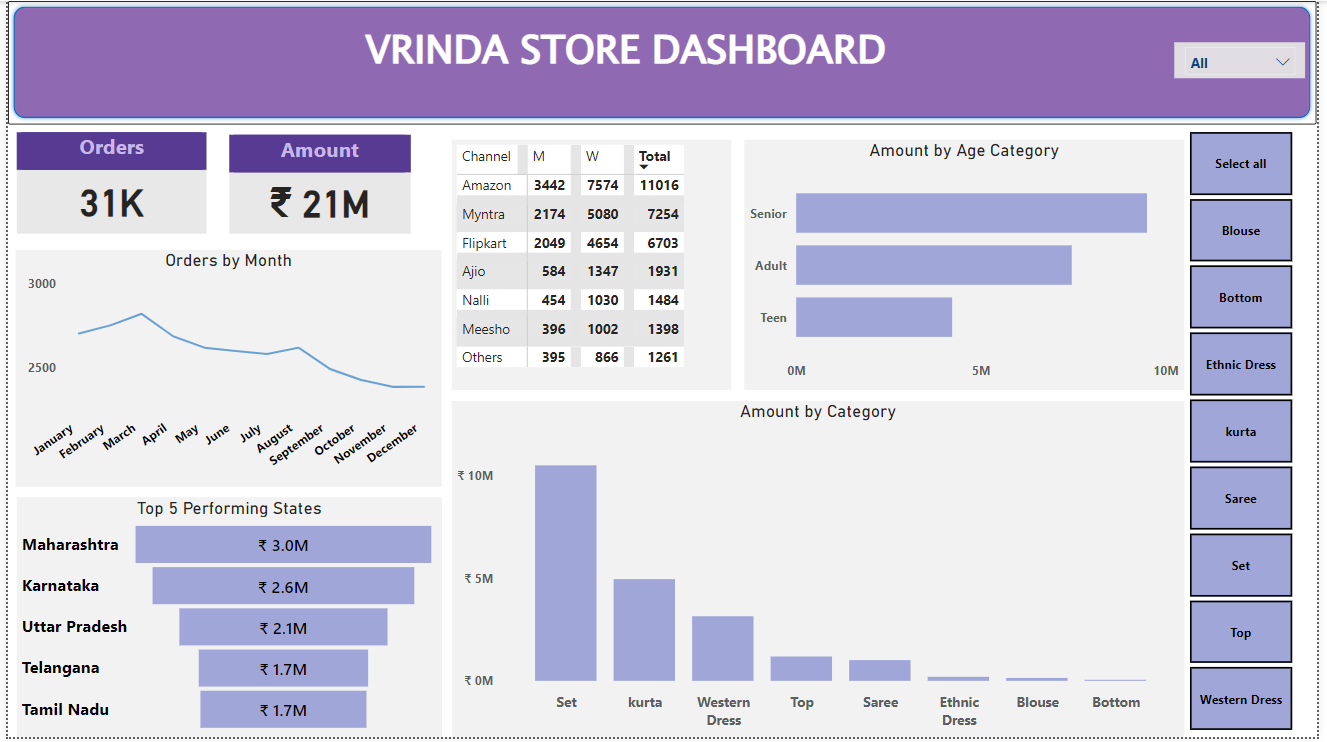 VRINDA STORE DASHBOARD
All
Orders
31K
Amount
₹ 21M
Orders by Month
3000
2500
January February March April May June July August September October November December
Top 5 Performing States
Maharashtra ₹ 3.0M
Karnataka ₹ 2.6M
Uttar Pradesh ₹ 2.1M
Telangana ₹ 1.7M
Tamil Nadu ₹ 1.7M
Channel M W Total
Amazon 3442 7574 11016
Myntra 2174 5080 7254
Flipkart 2049 4654 6703
Ajio 584 1347 1931
Nalli 454 1030 1484
Meesho 396 1002 1398
Others 395 866 1261
Amount by Age Category
Senior
Adult
Teen
0M 5M 10M
Amount by Category
₹ 10M
₹ 5M
₹ 0M
Set kurta Western Top Saree Ethnic Blouse Bottom
Dress Dress
Select all
Blouse
Bottom
Ethnic Dress
kurta
Saree
Set
Top
Western Dress